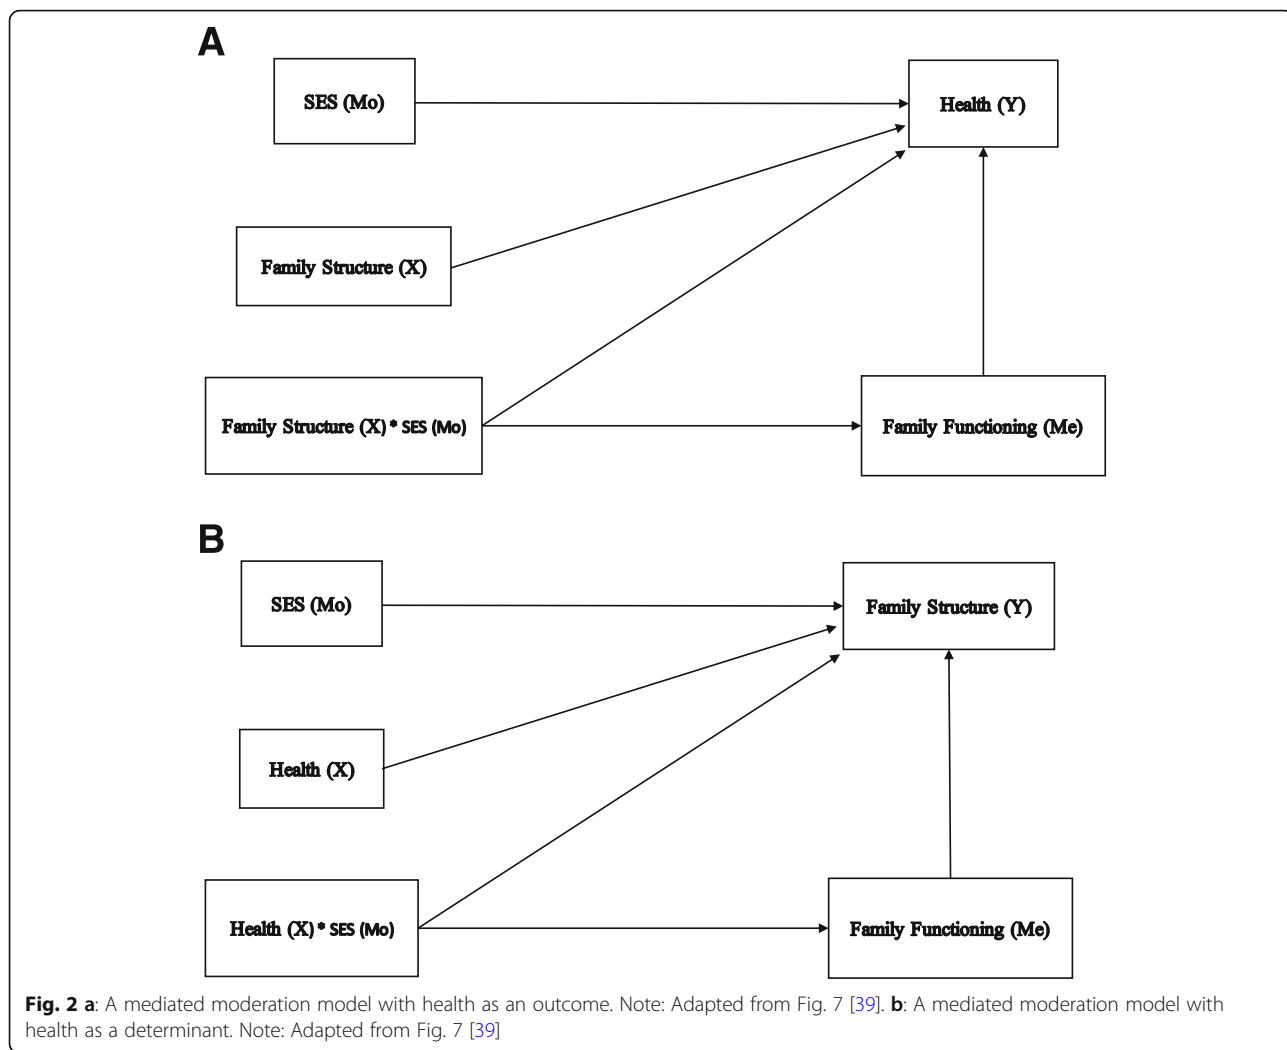 A
SES (Mo)
Health (Y)
Family Structure (X)
Family Structure (X) * SES (Mo)
Family Functioning (Me)
B
SES (Mo)
Family Structure (Y)
Health (X)
Health (X) * SES (Mo)
Family Functioning (Me)
Fig. 2 a: A mediated moderation model with health as an outcome. Note: Adapted from Fig. 7 [39]. b: A mediated moderation model with
health as a determinant. Note: Adapted from Fig. 7 [39]